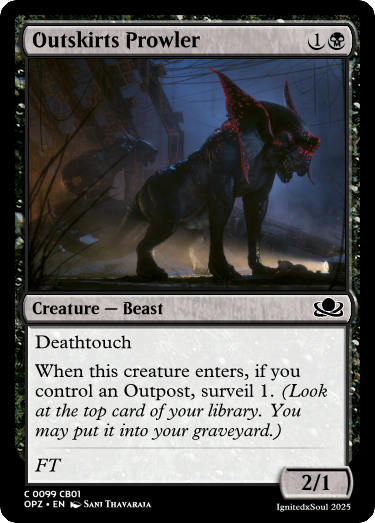 Outskirts Prowler 1
Creature — Beast
Deathtouch
When this creature enters, if you
control an Outpost, surveil 1. (Look
at the top card of your library. You
may put it into your graveyard.)
FT
2/1
C 0099 CB01
OPZ • EN Sanj Thavaraja
IgnitedxSoul 2025